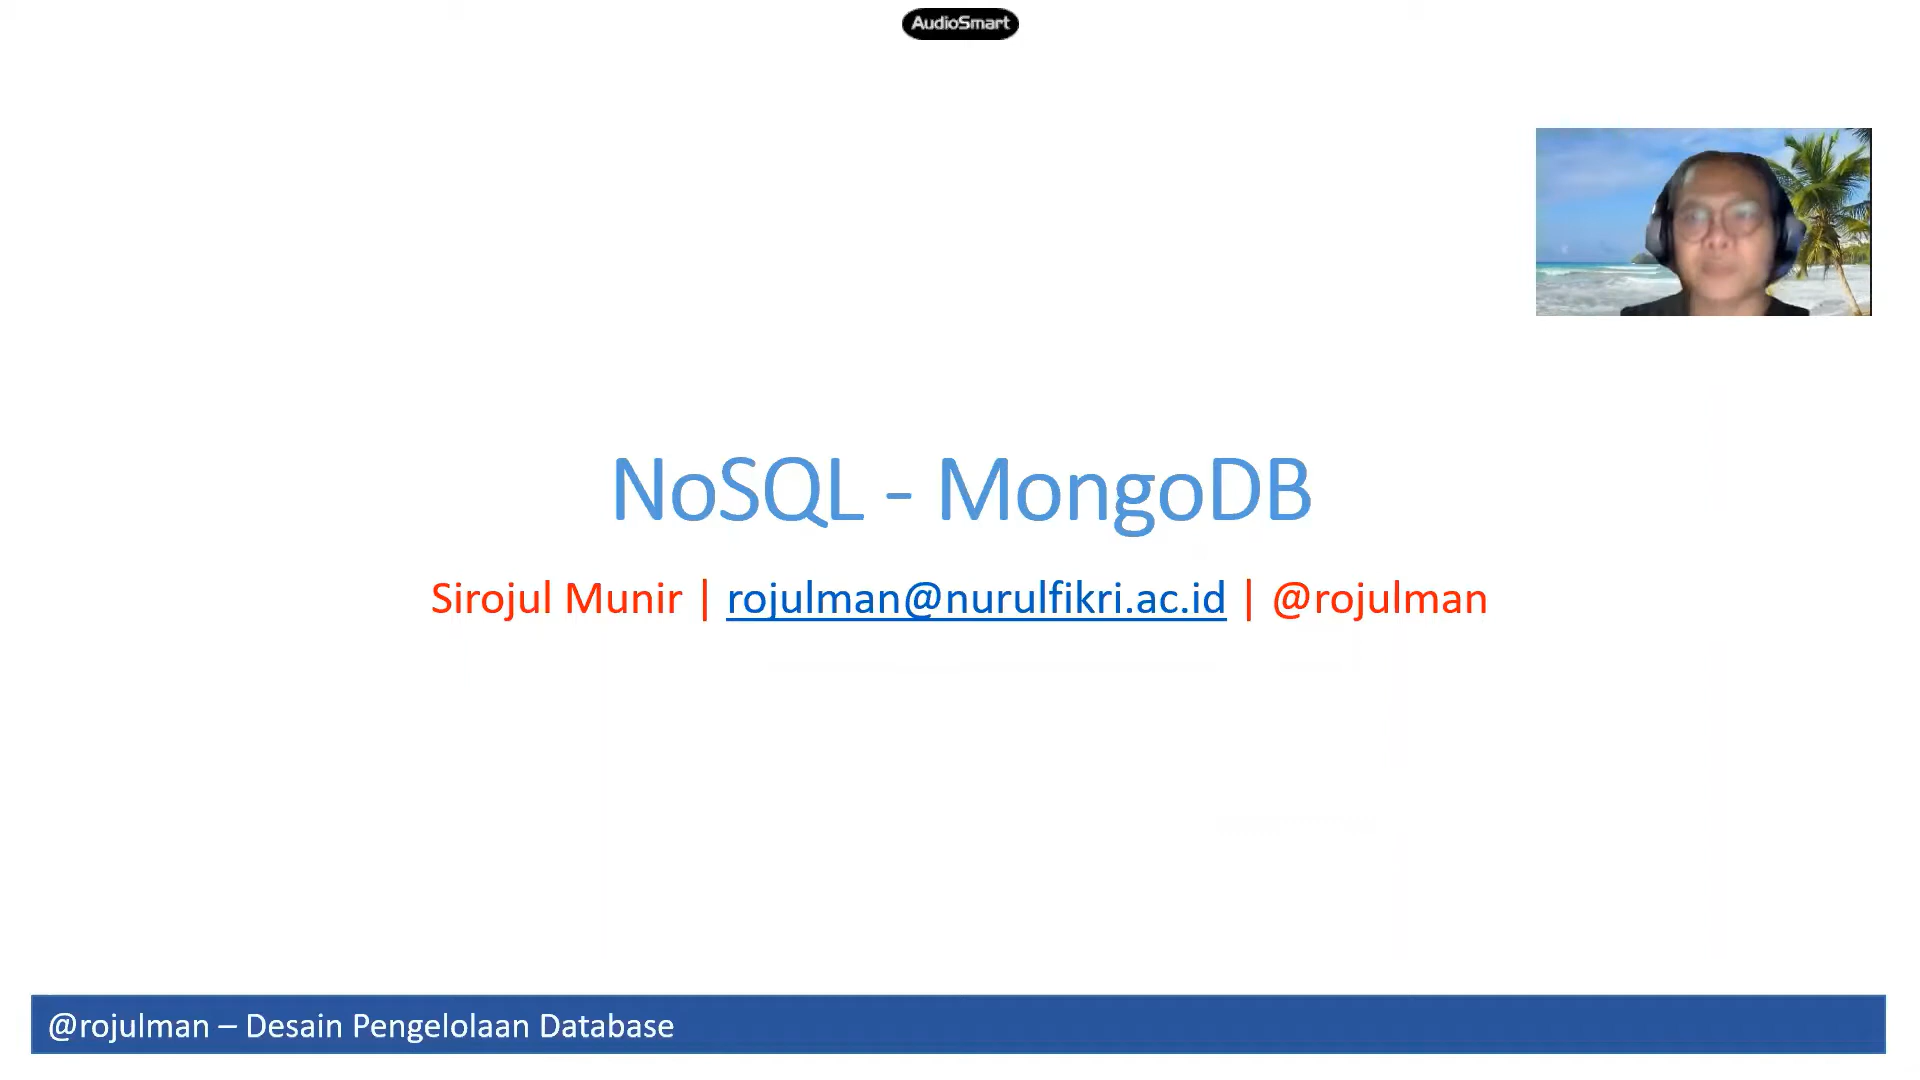 AudioSmart
NoSQL - MongoDB
Sirojul Munir | rojulman@nurulfikri.ac.id | @rojulman
@rojulman – Desain Pengelolaan Database